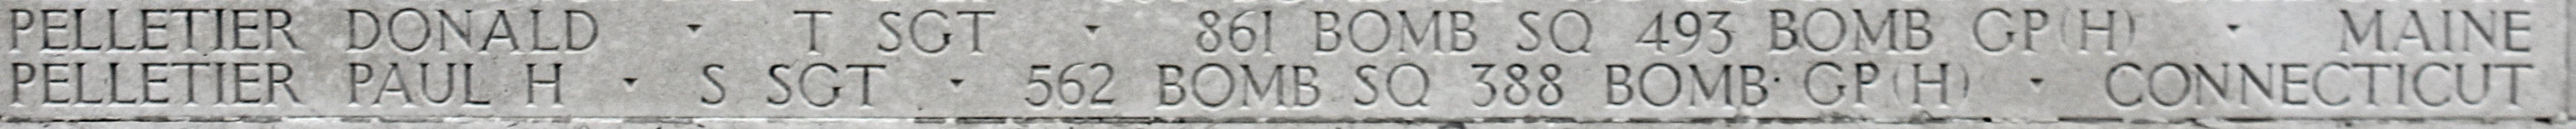 PELLETIER DONALD · T SGT · 861 BOMB SQ 493 BOMB GP(H) · MAINE
PELLETIER PAUL H · S SGT · 562 BOMB SQ 388 BOMB GP(H) · CONNECTICUT